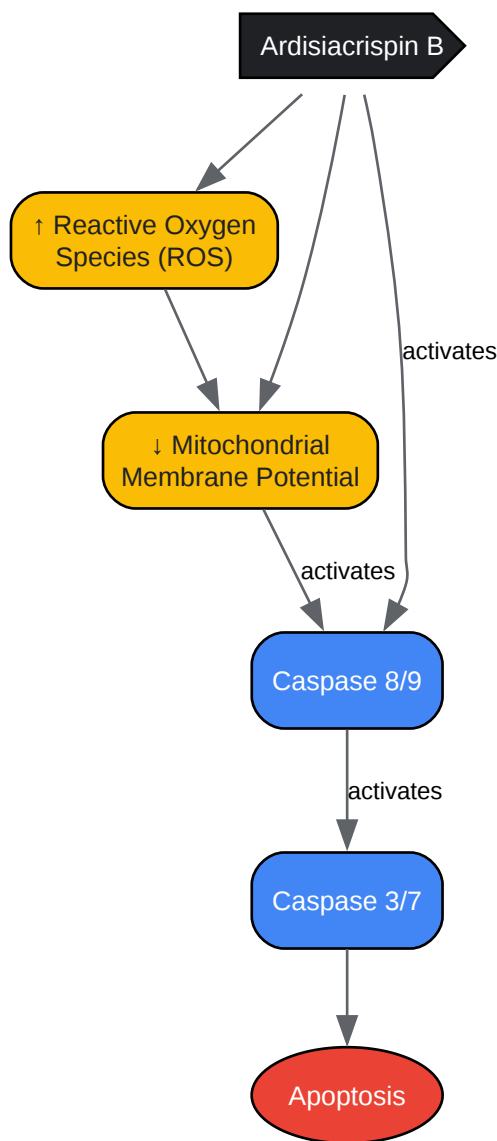 Ardisiacrispin B
↑ Reactive Oxygen
Species (ROS)
activates
↓ Mitochondrial
Membrane Potential
activates
Caspase 8/9
activates
Caspase 3/7
Apoptosis